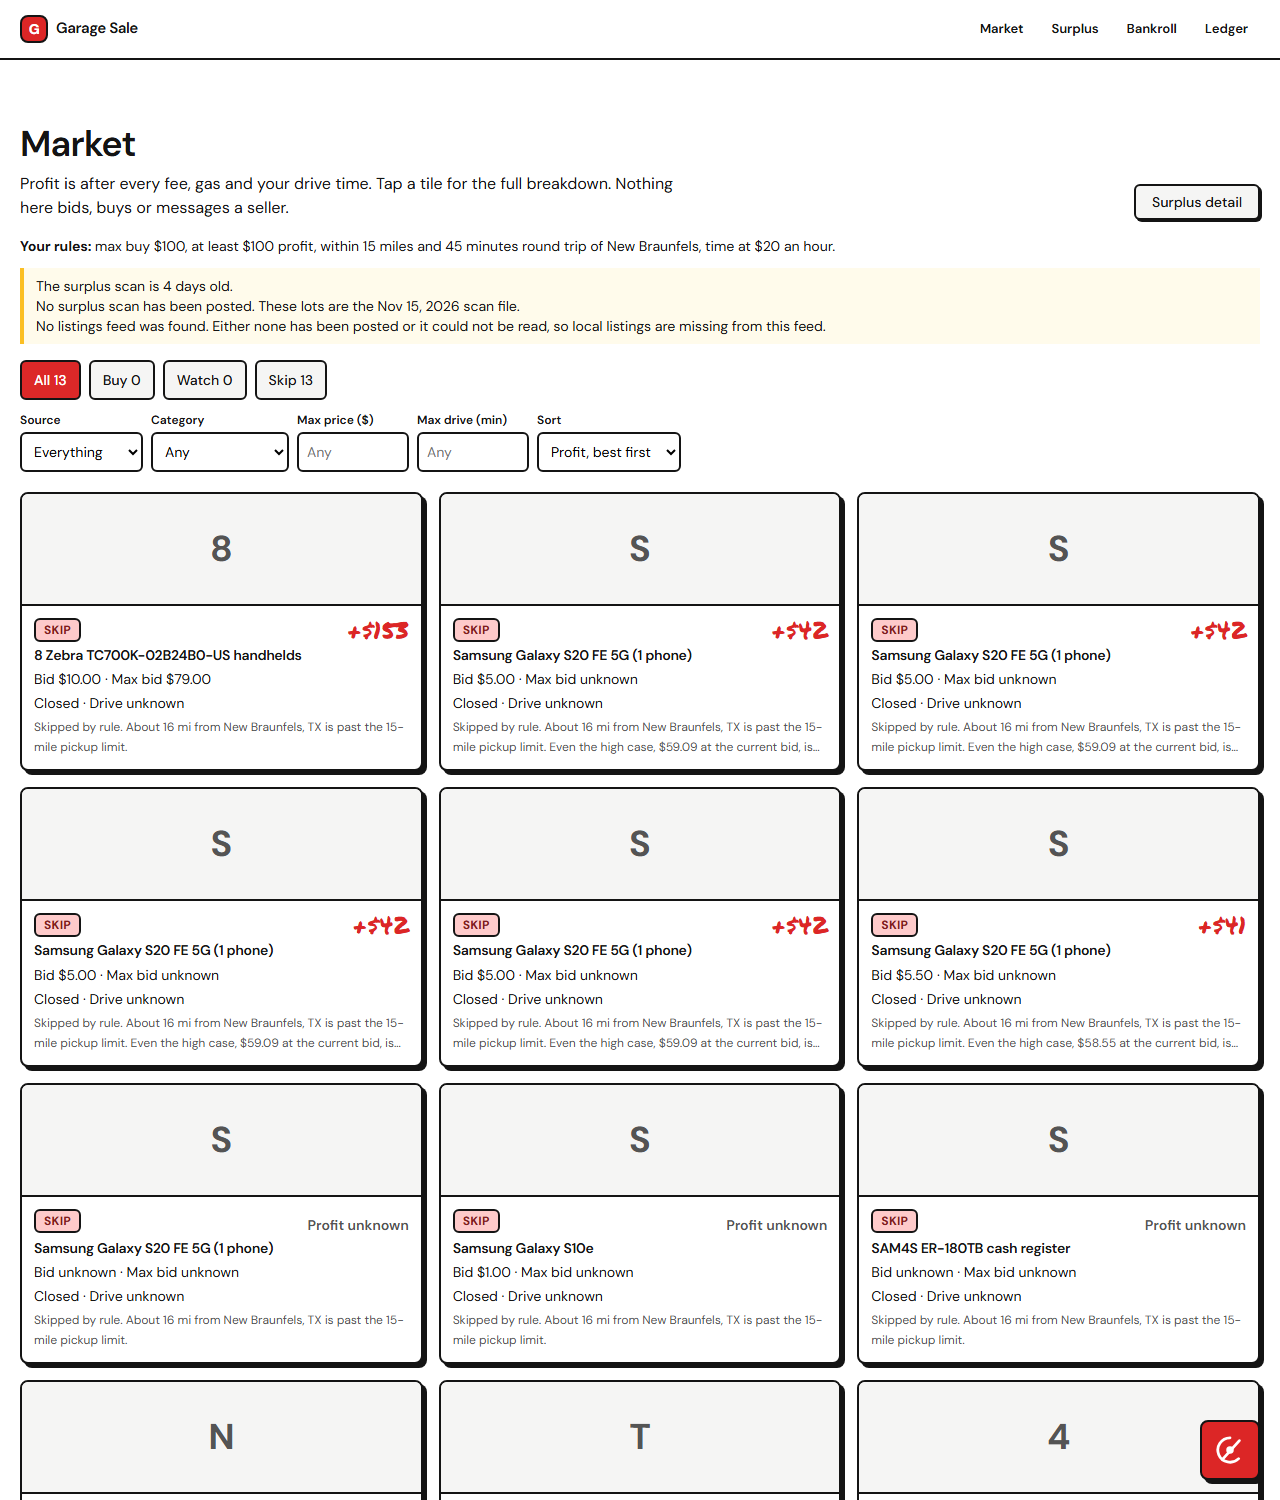 G Garage Sale Market Surplus Bankroll Ledger
Market
Profit is after every fee, gas and your drive time. Tap a tile for the full breakdown. Nothing
here bids, buys or messages a seller.
Surplus detail
Your rules: max buy $100, at least $100 profit, within 15 miles and 45 minutes round trip of New Braunfels, time at $20 an hour.
The surplus scan is 4 days old.
No surplus scan has been posted. These lots are the Nov 15, 2026 scan file.
No listings feed was found. Either none has been posted or it could not be read, so local listings are missing from this feed.
All 13 Buy 0 Watch 0 Skip 13
Source Category Max price ($) Max drive (min) Sort
Everything Any Any Any Profit, best first
8
SKIP +$153
8 Zebra TC700K-02B24B0-US handhelds
Bid $10.00 · Max bid $79.00
Closed · Drive unknown
Skipped by rule. About 16 mi from New Braunfels, TX is past the 15-
mile pickup limit.
S
SKIP +$42
Samsung Galaxy S20 FE 5G (1 phone)
Bid $5.00 · Max bid unknown
Closed · Drive unknown
Skipped by rule. About 16 mi from New Braunfels, TX is past the 15-
mile pickup limit. Even the high case, $59.09 at the current bid, is…
S
SKIP +$42
Samsung Galaxy S20 FE 5G (1 phone)
Bid $5.00 · Max bid unknown
Closed · Drive unknown
Skipped by rule. About 16 mi from New Braunfels, TX is past the 15-
mile pickup limit. Even the high case, $59.09 at the current bid, is…
S
SKIP +$42
Samsung Galaxy S20 FE 5G (1 phone)
Bid $5.00 · Max bid unknown
Closed · Drive unknown
Skipped by rule. About 16 mi from New Braunfels, TX is past the 15-
mile pickup limit. Even the high case, $59.09 at the current bid, is…
S
SKIP +$42
Samsung Galaxy S20 FE 5G (1 phone)
Bid $5.00 · Max bid unknown
Closed · Drive unknown
Skipped by rule. About 16 mi from New Braunfels, TX is past the 15-
mile pickup limit. Even the high case, $59.09 at the current bid, is…
S
SKIP +$41
Samsung Galaxy S20 FE 5G (1 phone)
Bid $5.50 · Max bid unknown
Closed · Drive unknown
Skipped by rule. About 16 mi from New Braunfels, TX is past the 15-
mile pickup limit. Even the high case, $58.55 at the current bid, is…
S
SKIP Profit unknown
Samsung Galaxy S20 FE 5G (1 phone)
Bid unknown · Max bid unknown
Closed · Drive unknown
Skipped by rule. About 16 mi from New Braunfels, TX is past the 15-
mile pickup limit.
S
SKIP Profit unknown
Samsung Galaxy S10e
Bid $1.00 · Max bid unknown
Closed · Drive unknown
Skipped by rule. About 16 mi from New Braunfels, TX is past the 15-
mile pickup limit.
S
SKIP Profit unknown
SAM4S ER-180TB cash register
Bid unknown · Max bid unknown
Closed · Drive unknown
Skipped by rule. About 16 mi from New Braunfels, TX is past the 15-
mile pickup limit.
N
T
4